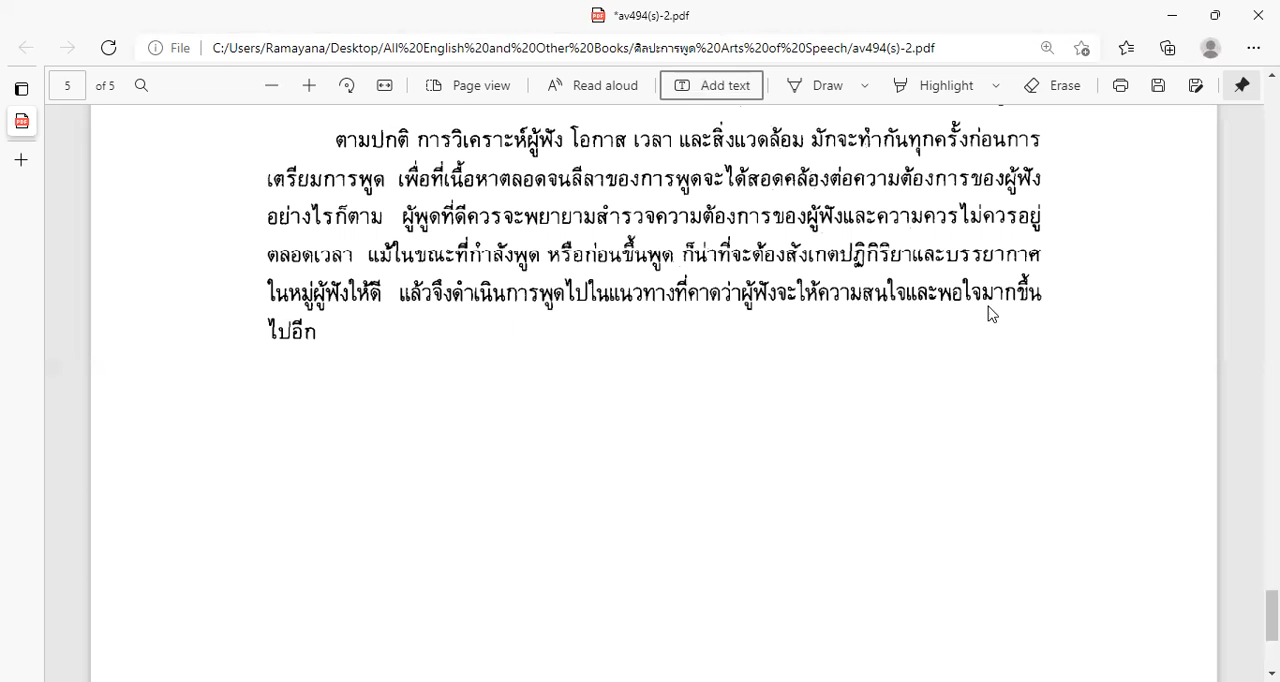 *av494(s)-2.pdf
File C:/Users/Ramayana/Desktop/All%20English%20and%20Other%20Books/ศิลปะการพูด%20Arts%20of%20Speech/av494(s)-2.pdf
5 of 5 Page view Read aloud Add text Draw Highlight Erase
ตามปกติ การวิเคราะห์ผู้ฟัง โอกาส เวลา และสิ่งแวดล้อม มักจะทำกันทุกครั้งก่อนการ
เตรียมการพูด เพื่อที่เนื้อหาตลอดจนลีลาของการพูดจะได้สอดคล้องต่อความต้องการของผู้ฟัง
อย่างไรก็ตาม ผู้พูดที่ดีควรจะพยายามสำรวจความต้องการของผู้ฟังและความควรไม่ควรอยู่
ตลอดเวลา แม้ในขณะที่กำลังพูด หรือก่อนขึ้นพูด ก็น่าที่จะต้องสังเกตปฏิกิริยาและบรรยากาศ
ในหมู่ผู้ฟังให้ดี แล้วจึงดำเนินการพูดไปในแนวทางที่คาดว่าผู้ฟังจะให้ความสนใจและพอใจมากขึ้น
ไปอีก